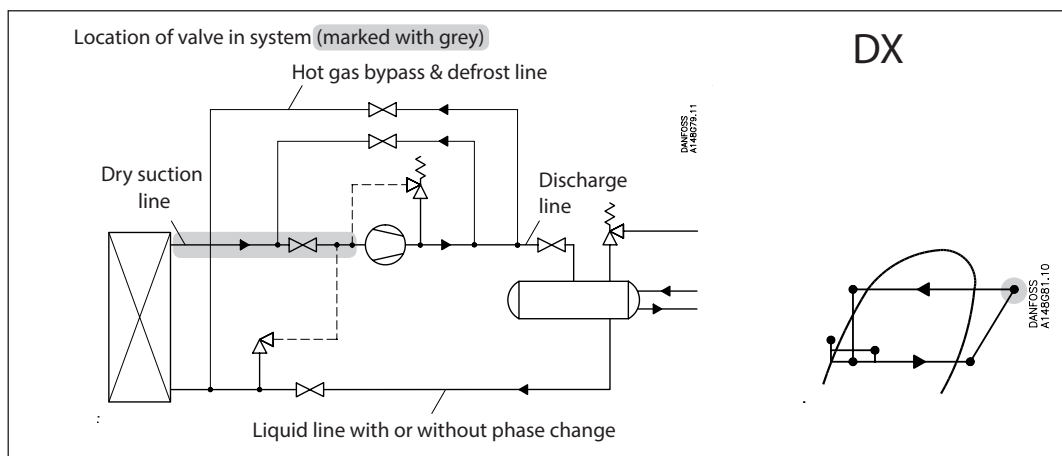 Location of valve in system (marked with grey)
DX
Hot gas bypass & defrost line
DANFOSS
A148G79.11
Dry suction
line
Discharge
line
DANFOSS
A148G81.10
Liquid line with or without phase change